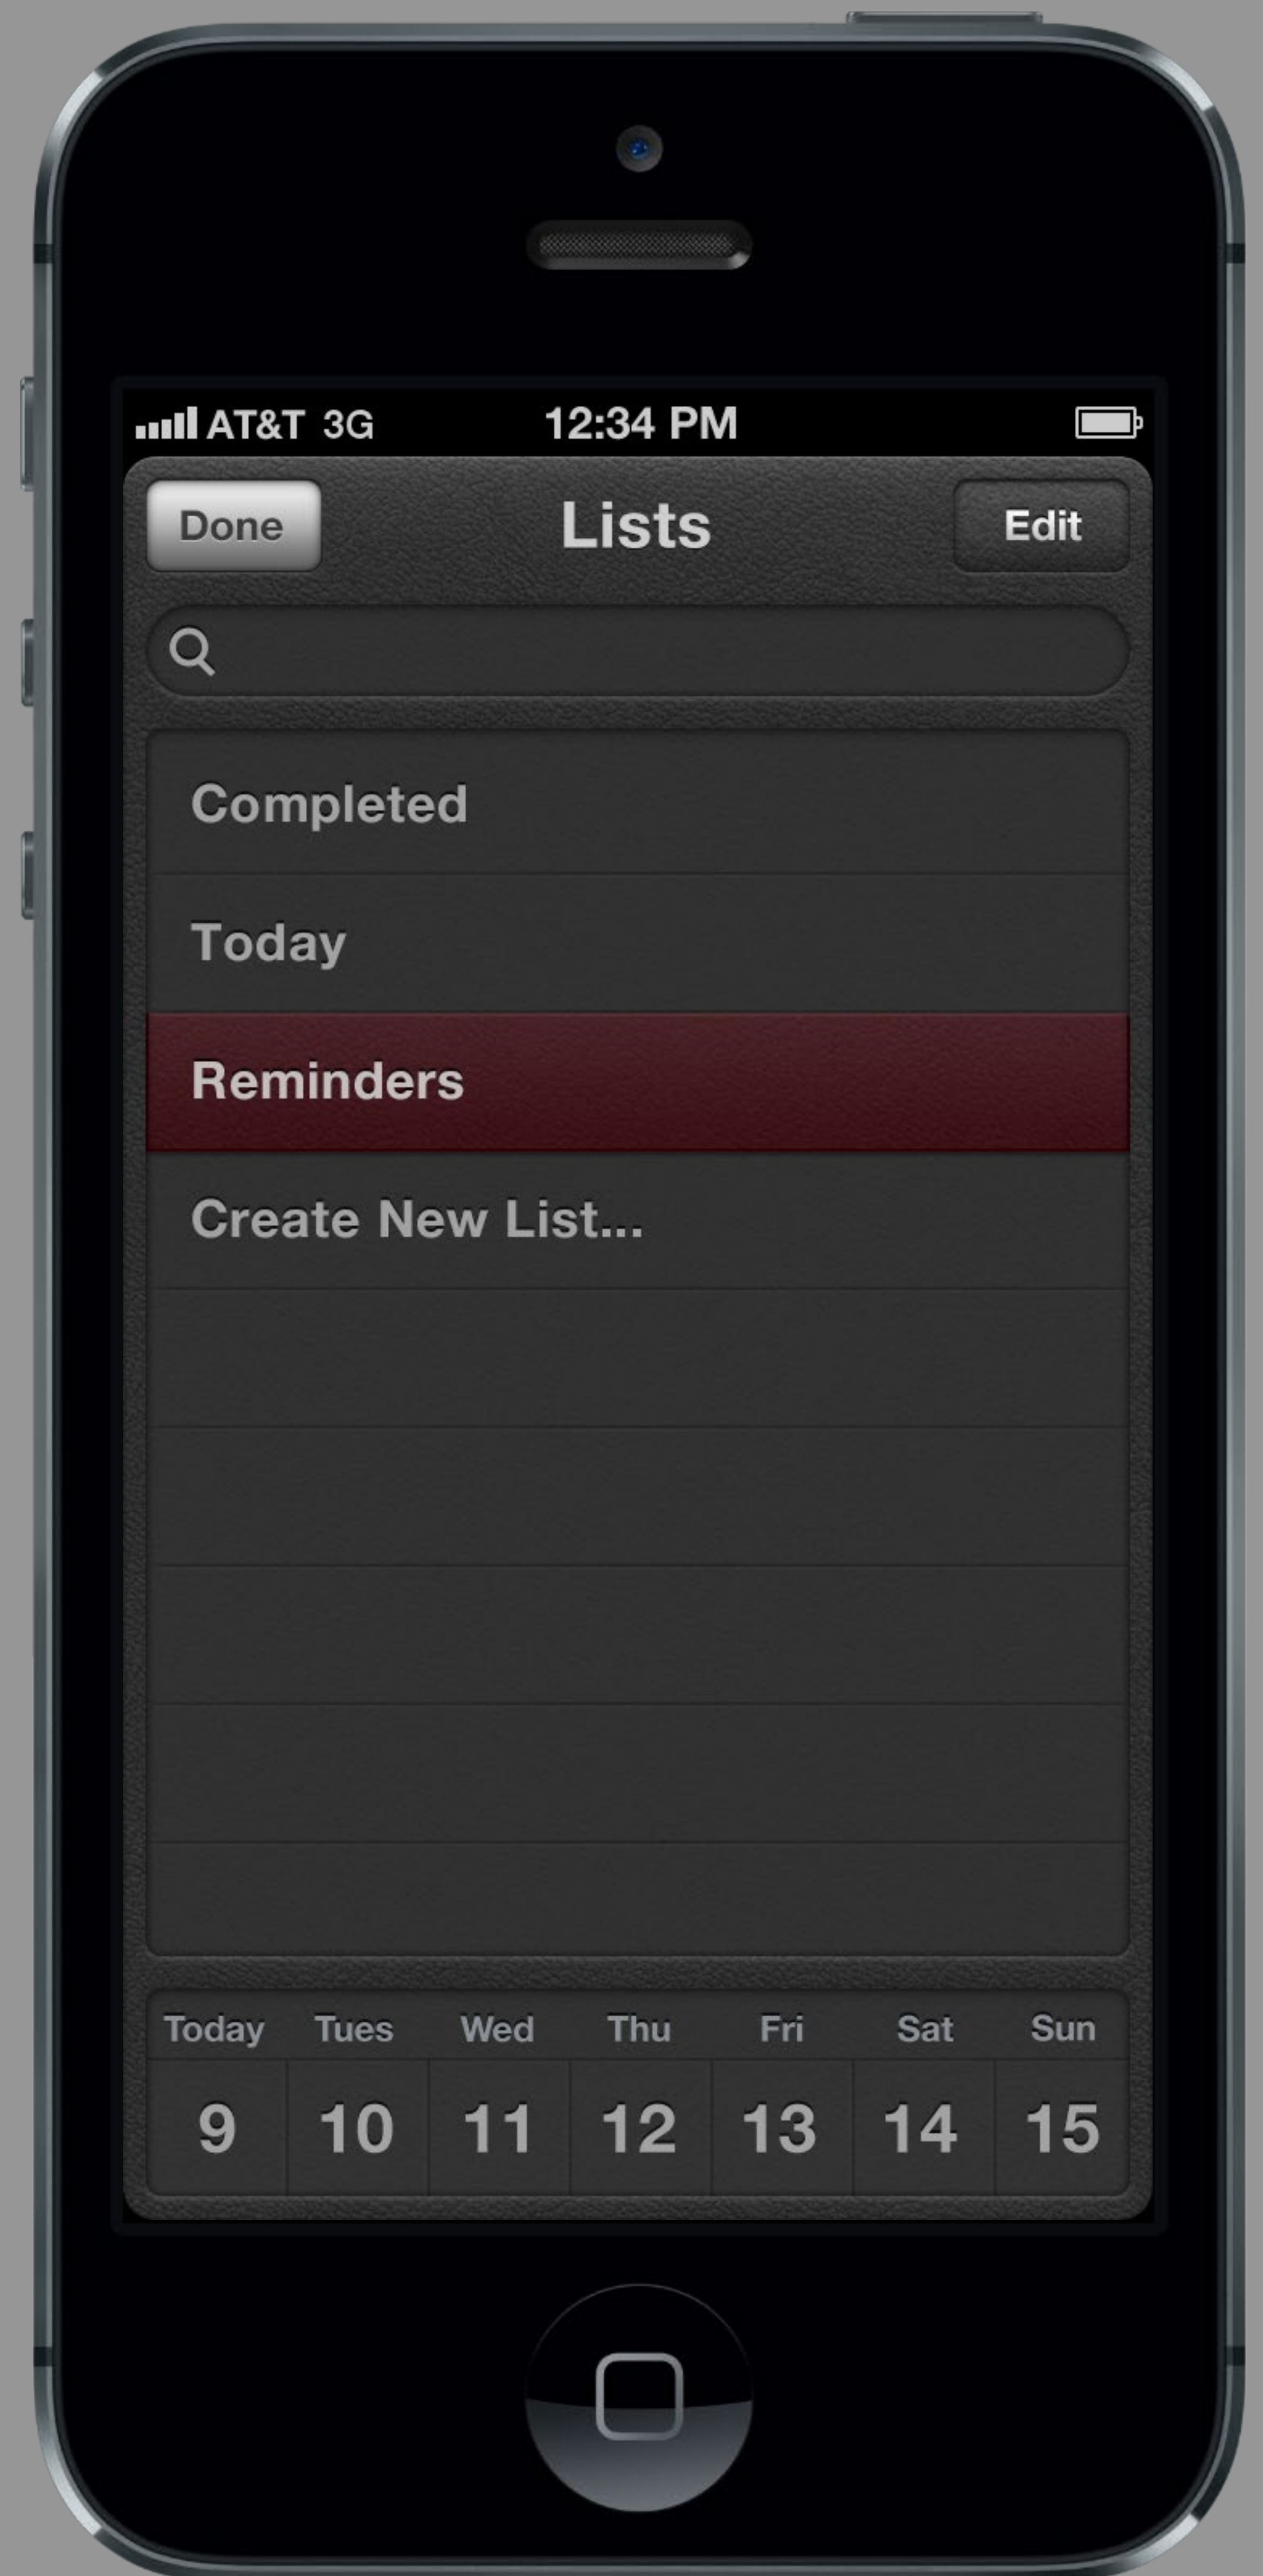 AT&T 3G 12:34 PM
Done Lists Edit
Completed
Today
Reminders
Create New List...
Today Tues Wed Thu Fri Sat Sun
9 10 11 12 13 14 15